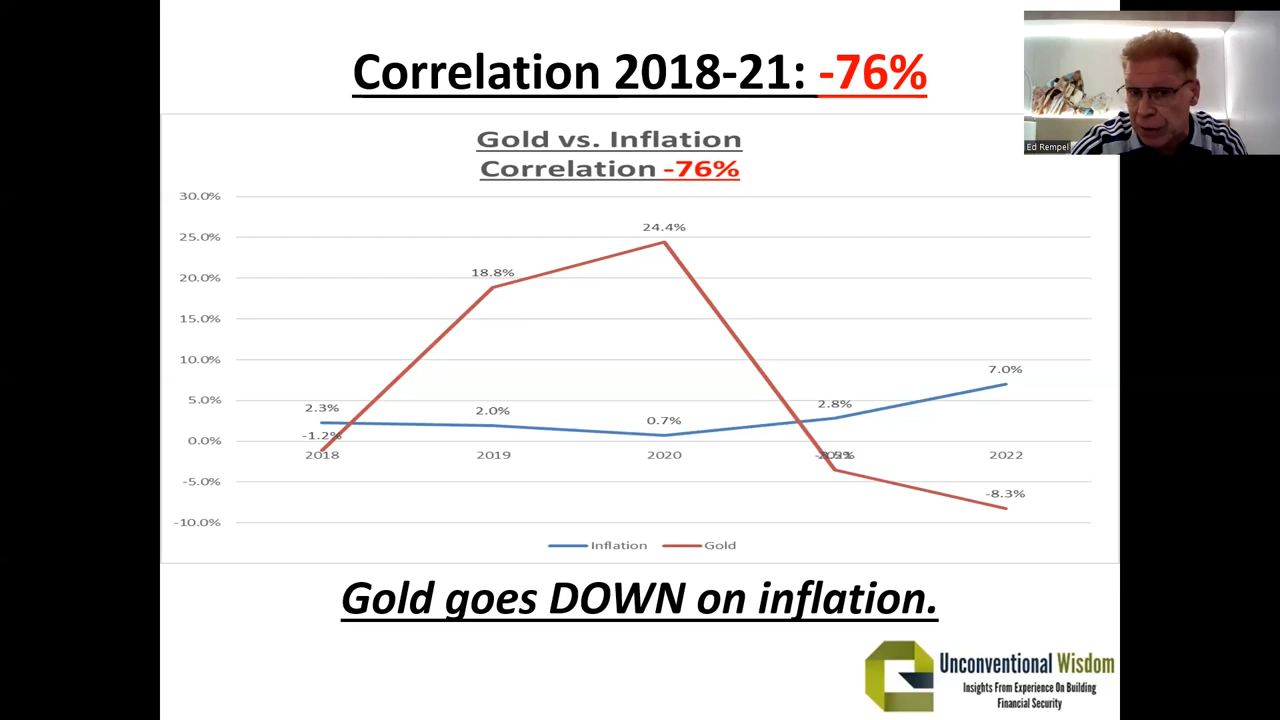 Correlation 2018-21: -76%
Ed Rempel
Gold vs. Inflation
Correlation -76%
30.0%
25.0%
20.0%
15.0%
10.0%
5.0%
0.0%
-5.0%
-10.0%
24.4%
18.8%
7.0%
2.3%
2.0%
0.7%
2.8%
-1.2%
-8.3%
2018
2019
2020
2022
Inflation
Gold
Gold goes DOWN on inflation.
Unconventional Wisdom
Insights From Experience On Building
Financial Security